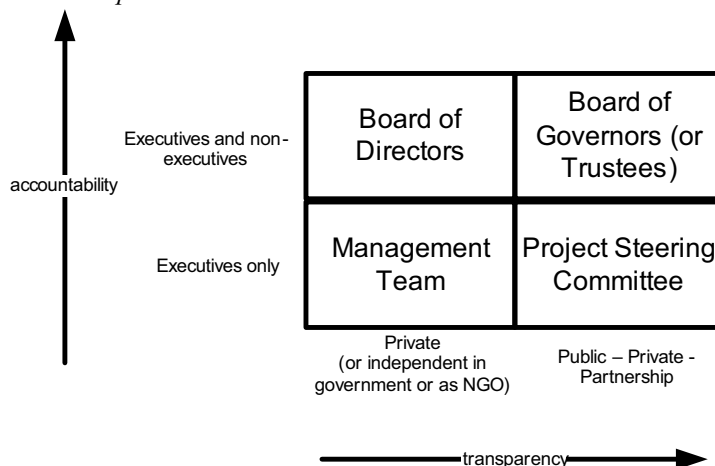 Executives and non-
executives
Board of
Directors
Board of
Governors (or
Trustees)
accountability
Executives only
Management
Team
Project Steering
Committee
Private
(or independent in
government or as NGO)
Public – Private -
Partnership
transparency